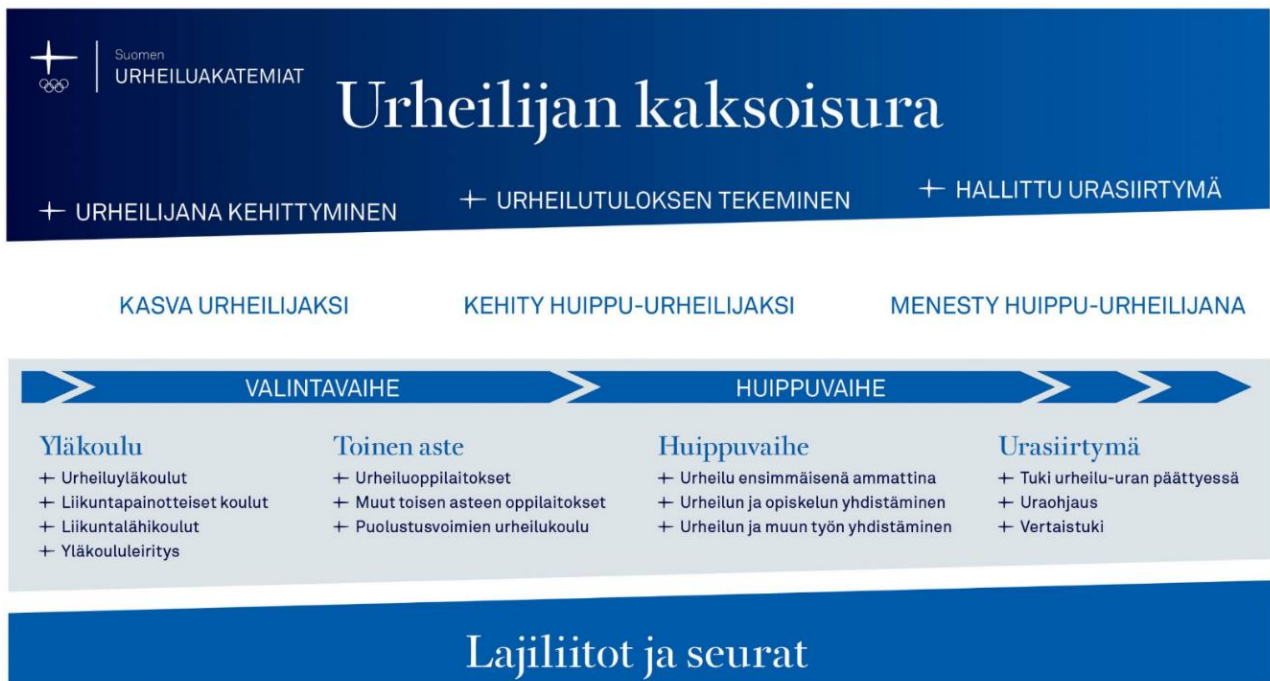 Suomen
URHEILUAKATEMIAT
Urheilijan kaksoisura
URHEILIJANA KEHITTYMINEN
URHEILUTULOKSEN TEKEMINEN
HALLITTU URASIIRTYMÄ
KASVA URHEILIJAKSI
KEHITY HUIPPU-URHEILIJAKSI
MENESTY HUIPPU-URHEILIJANA
VALINTAVAIHE
HUIPPUVAIHE
Yläkoulu
Urheiluyläkoulut
Liikuntapainotteiset koulut
Liikuntalähikoulut
Yläkoululeiritys
Toinen aste
Urheiluoppilaitokset
Muut toisen asteen oppilaitokset
Puolustusvoimien urheilukoulu
Huippuvaihe
Urheilu ensimmäisenä ammattina
Urheilun ja opiskelun yhdistäminen
Urheilun ja muun työn yhdistäminen
Urasiirtymä
Tuki urheilu-uran päättyessä
Uraohjaus
Vertaistuki
Lajiliitot ja seurat